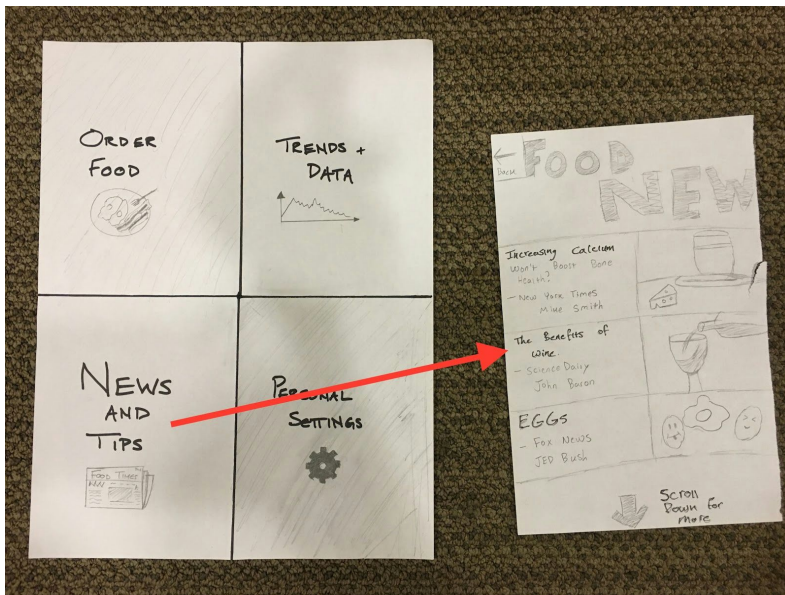 ORDER
FOOD
TRENDS +
DATA
NEWS
AND
TIPS
FOOD TIMES
PERSONAL
SETTINGS
Back
FOOD
NEW
Increasing Calcium
Won't Boost Bone
Health?
- New York Times
Mike Smith
The Benefits of
Wine
- Science Daily
John Bacon
EGGs
- Fox News
JED Bush
Scroll
Down for
more